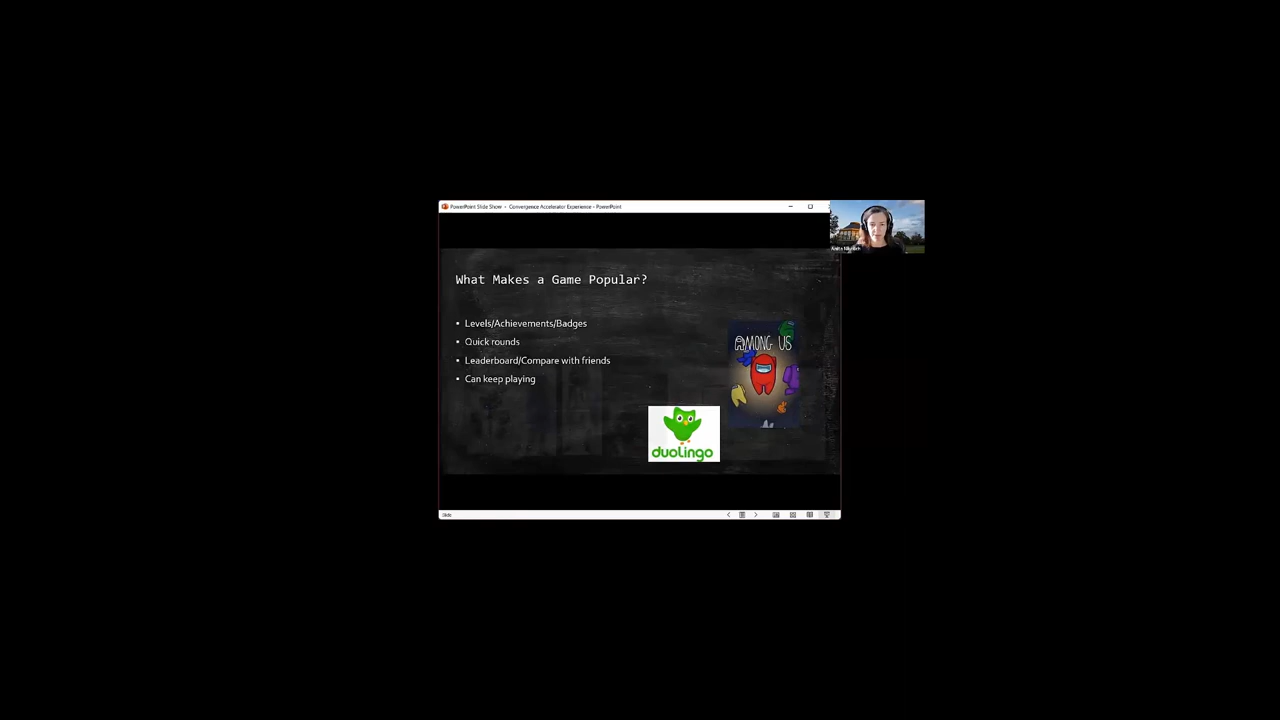 PowerPoint Slide Show - Convergence Accelerator Experience - PowerPoint
What Makes a Game Popular?
▪ Levels/Achievements/Badges
▪ Quick rounds
▪ Leaderboard/Compare with friends
▪ Can keep playing
AMONG US
duolingo
Slide